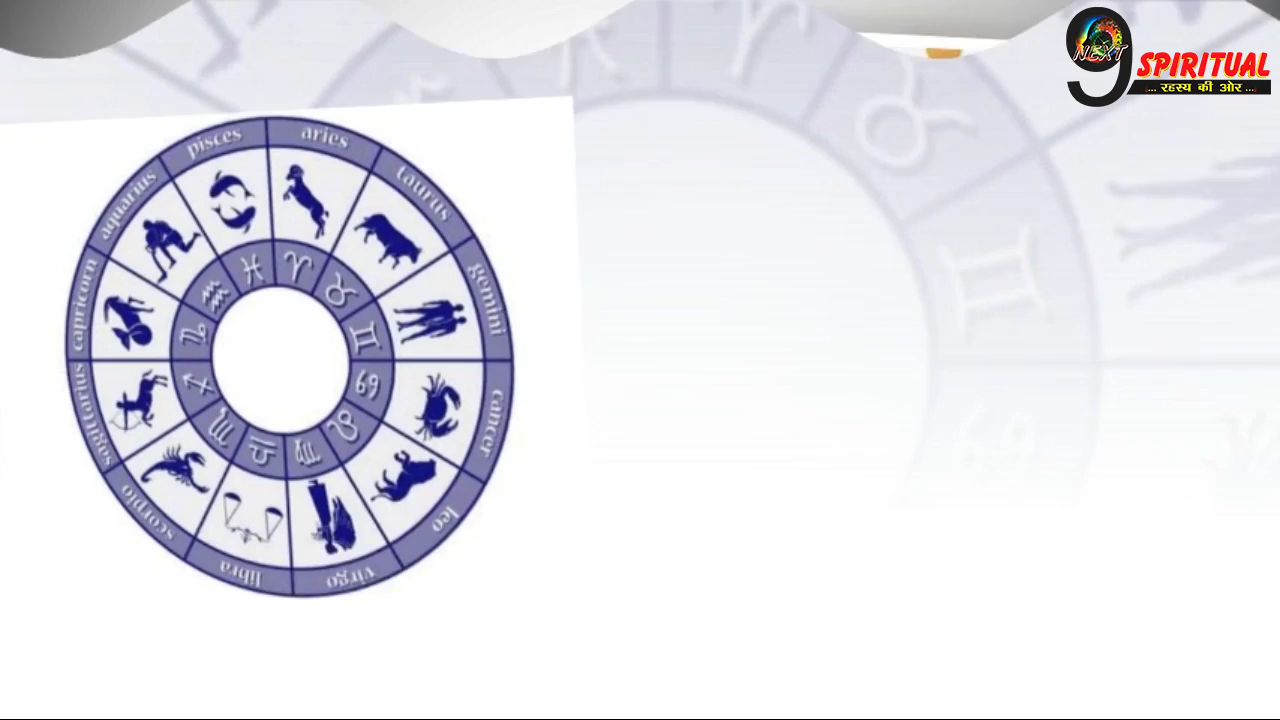 9
NEXT
SPIRITUAL
... रहस्य की ओर ...
pisces
aries
taurus
gemini
cancer
leo
virgo
libra
scorpio
sagittarius
capricorn
aquarius